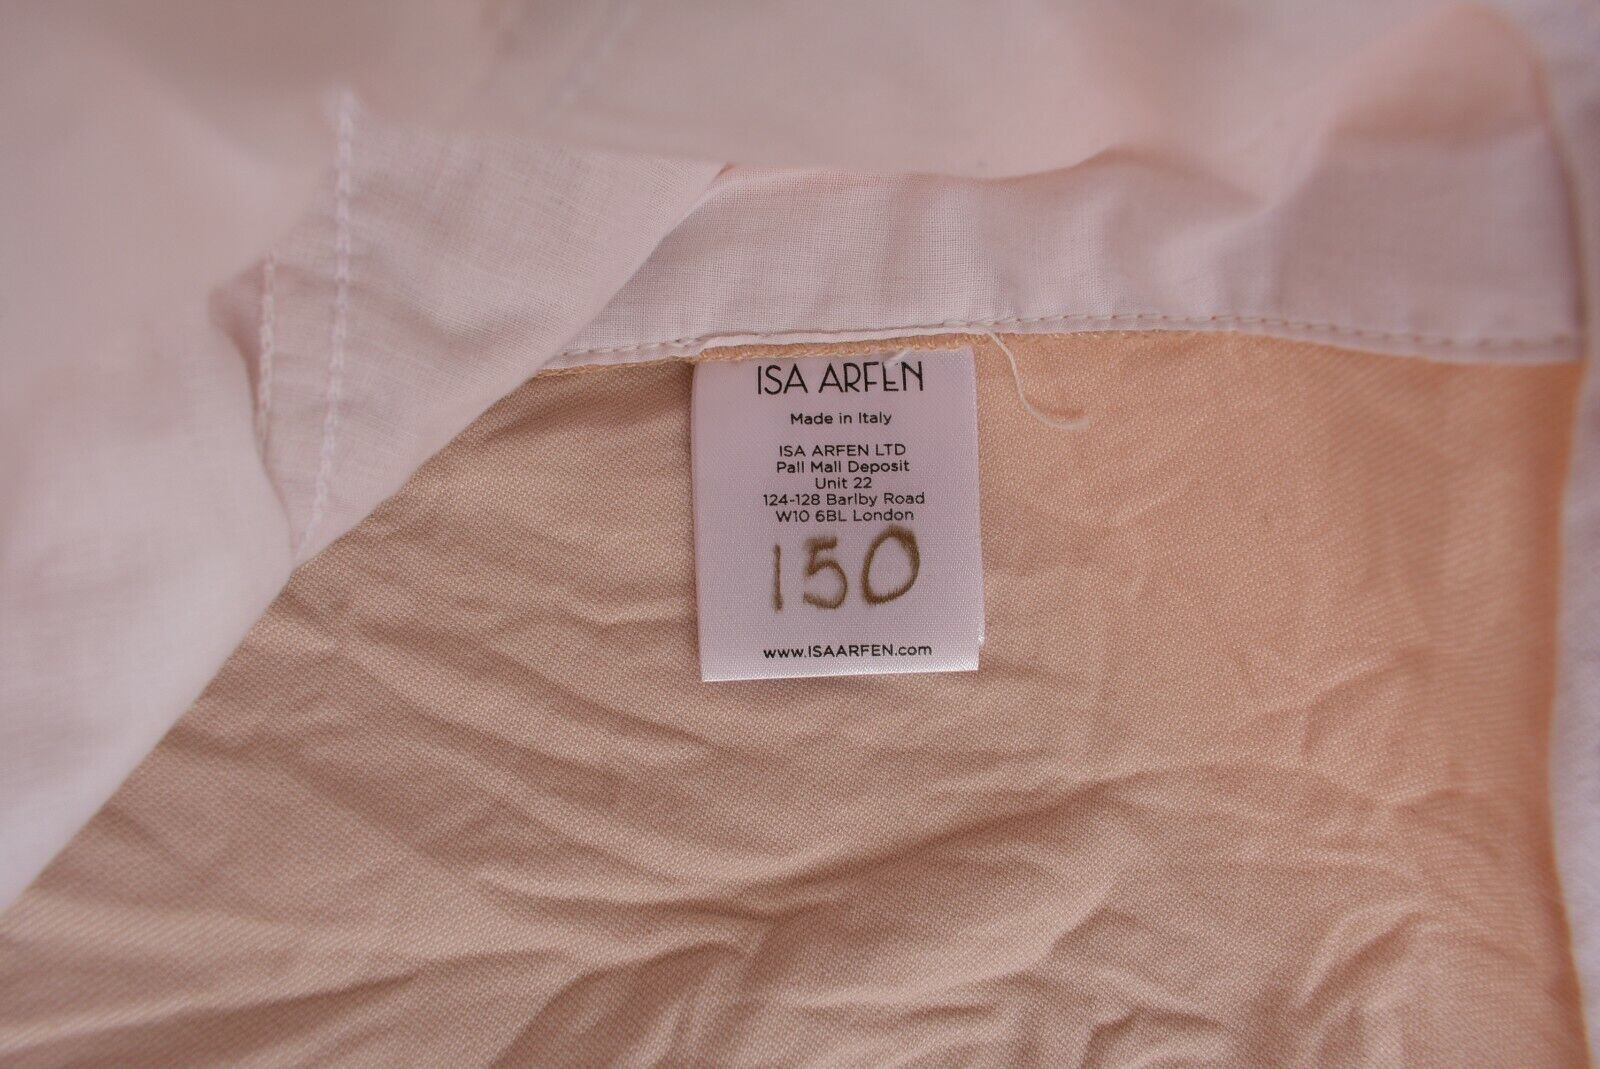 ISA ARFEN
Made in Italy
ISA ARFEN LTD
Pall Mall Deposit
Unit 22
124-128 Barlby Road
W10 6BL London
150
www.ISAARFEN.com